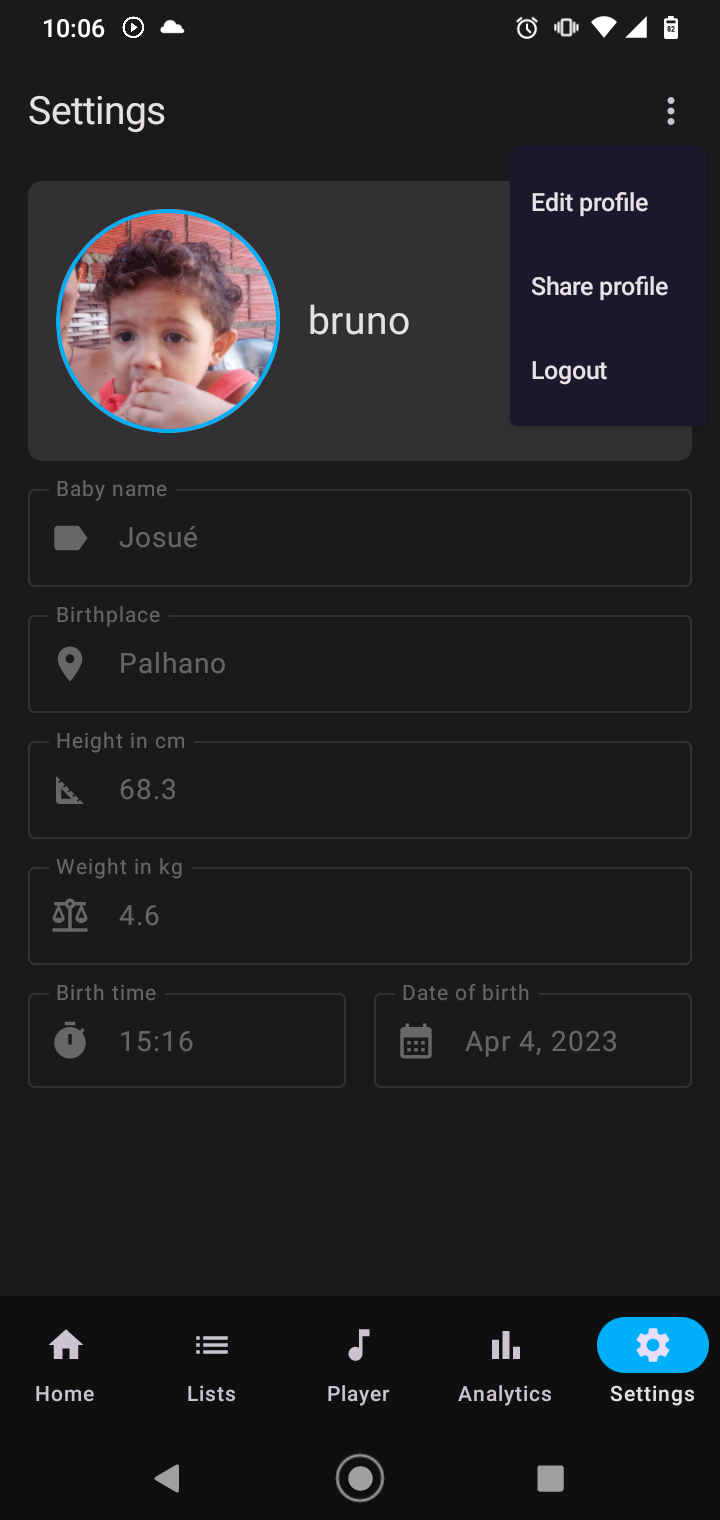 10:06
82
Settings
Edit profile
Share profile
Logout
bruno
Baby name
Josué
Birthplace
Palhano
Height in cm
68.3
Weight in kg
4.6
Birth time
15:16
Date of birth
Apr 4, 2023
Home
Lists
Player
Analytics
Settings